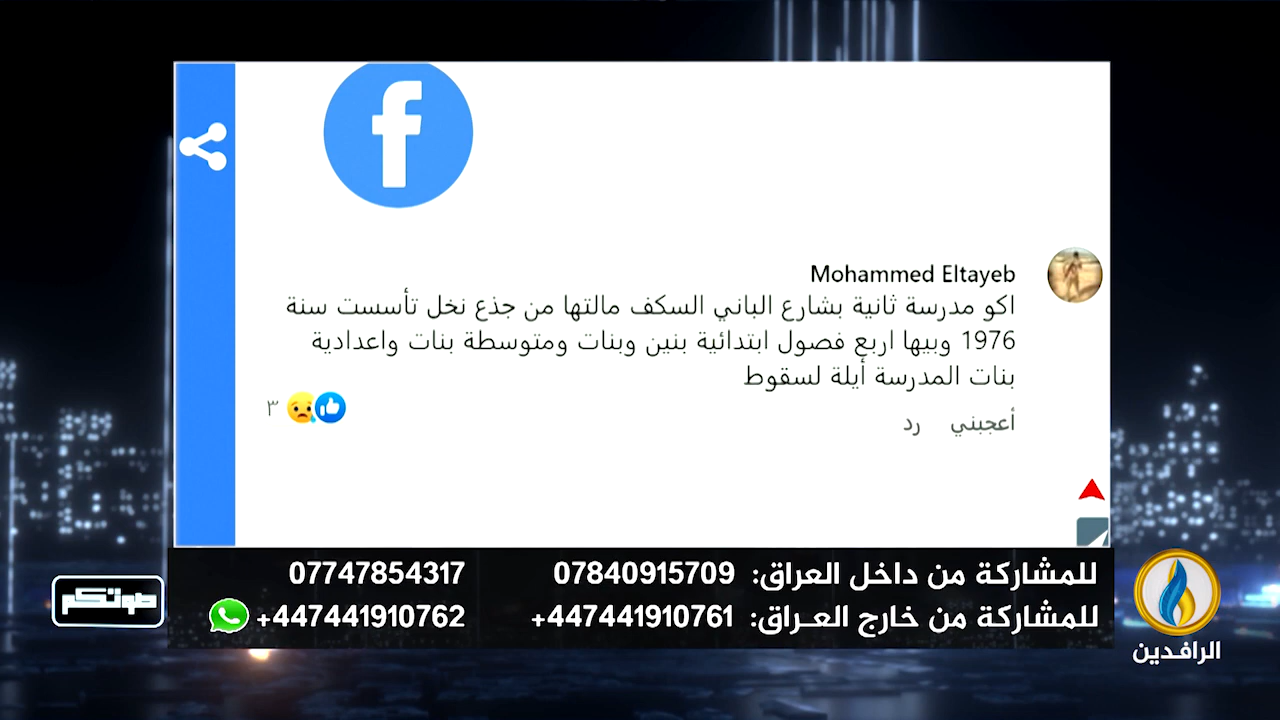 f
Mohammed Eltayeb
اكو مدرسة ثانية بشارع الباني السكف مالتها من جذع نخل تأسست سنة
1976 وبيها اربع فصول ابتدائية بنين وبنات ومتوسطة بنات واعدادية
بنات المدرسة أيلة لسقوط
٣
أعجبني رد
للمشاركة من داخل العراق: 07840915709 07747854317
للمشاركة من خارج العـراق: 447441910761+ 447441910762+
صوتكم
الرافدين